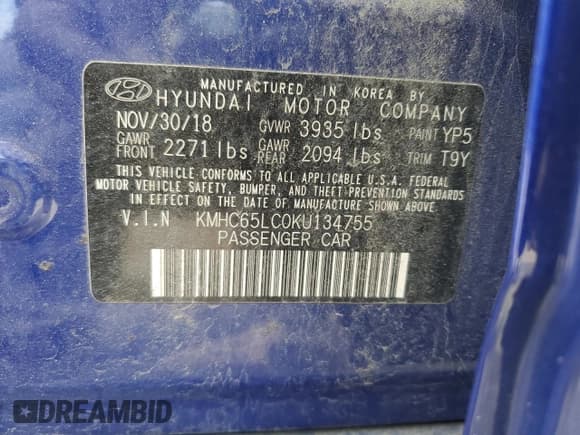 MANUFACTURED IN KOREA BY
HYUNDAI MOTOR COMPANY
NOV/30/18 GVWR 3935 lbs PAINT YP5
GAWR FRONT 2271 lbs GAWR REAR 2094 lbs TRIM T9Y
THIS VEHICLE CONFORMS TO ALL APPLICABLE U.S.A. FEDERAL
MOTOR VEHICLE SAFETY, BUMPER, AND THEFT PREVENTION STANDARDS
IN EFFECT ON THE DATE OF MANUFACTURE SHOWN ABOVE.
V.I.N KMHC65LC0KU134755
PASSENGER CAR
DREAMBID